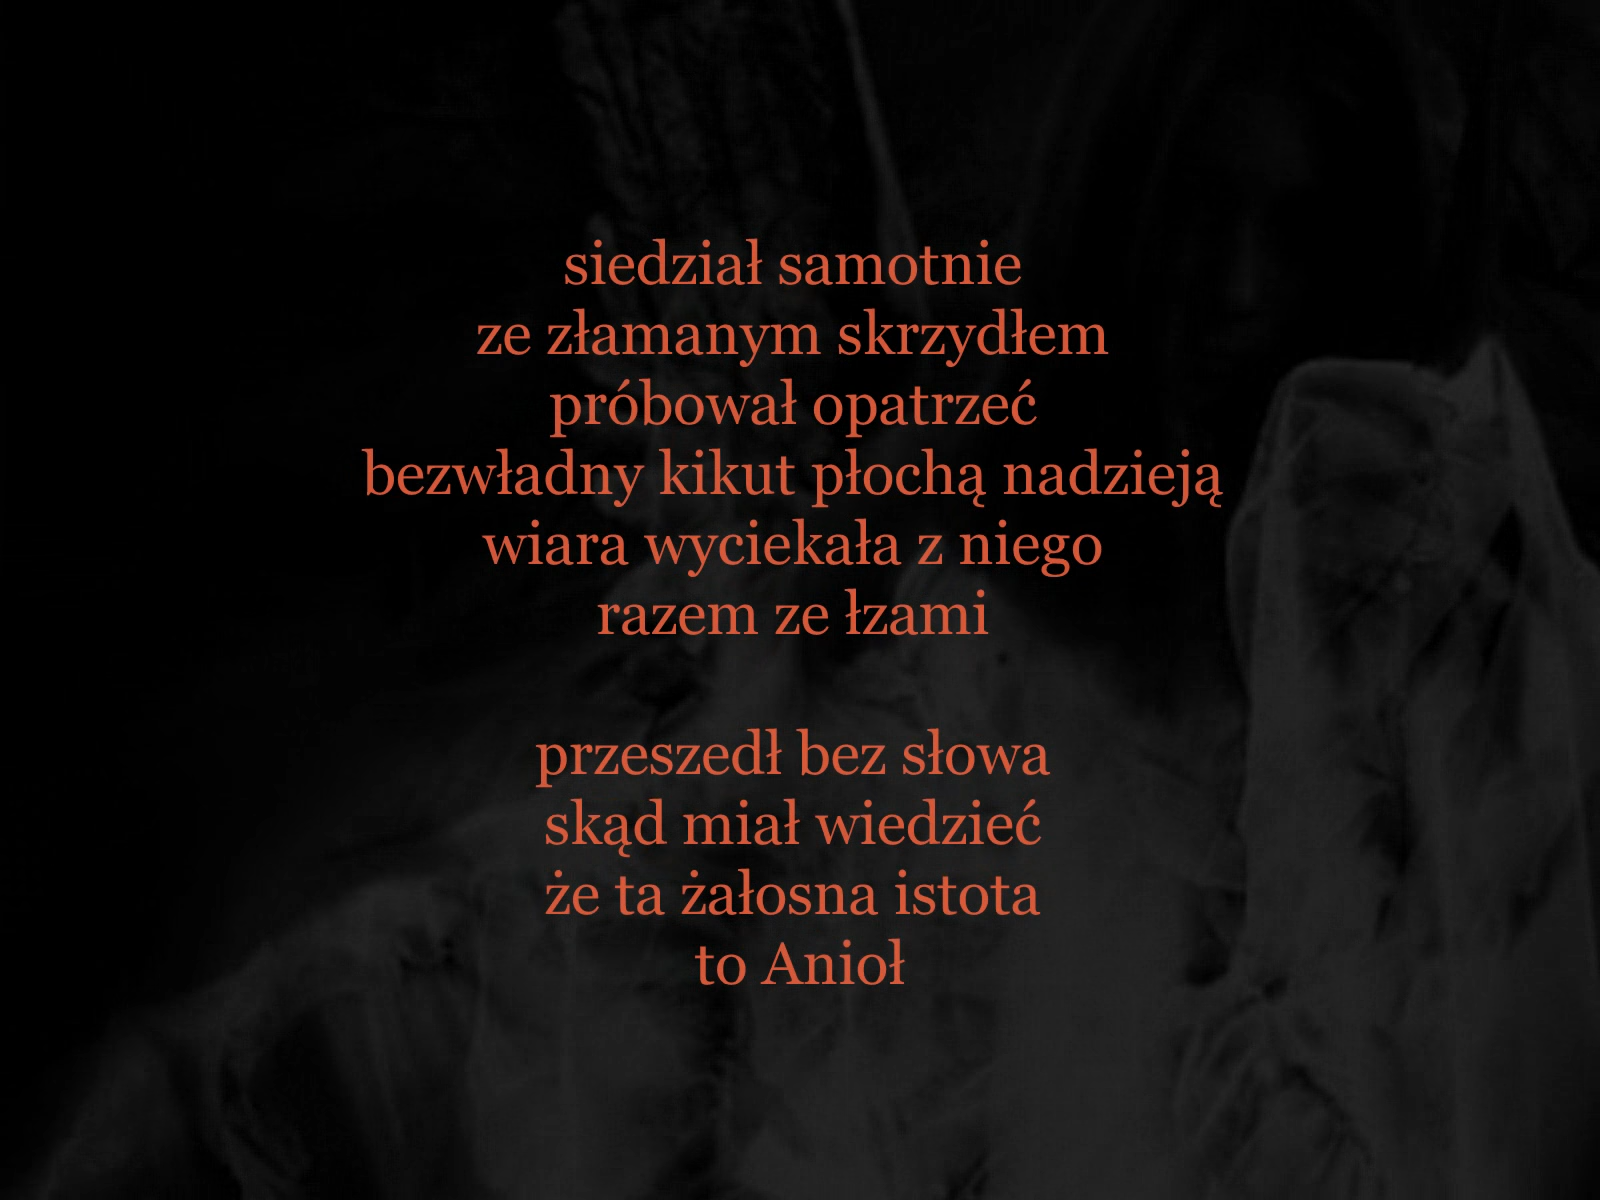 siedział samotnie
ze złamanym skrzydłem
próbował opatrzeć
bezwładny kikut płochą nadzieją
wiara wyciekała z niego
razem ze łzami
przeszedł bez słowa
skąd miał wiedzieć
że ta żałosna istota
to Anioł